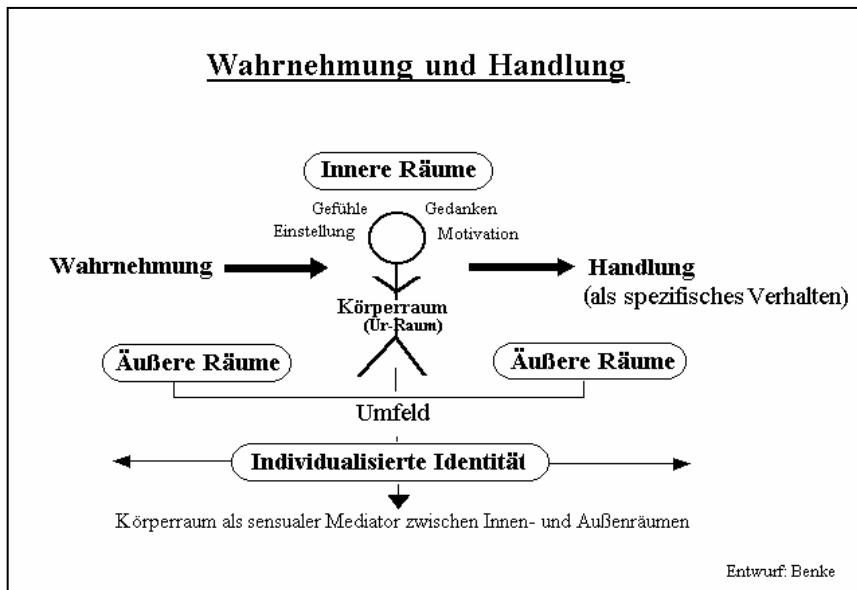 Wahrnehmung und Handlung
Innere Räume
Gefühle Gedanken
Einstellung Motivation
Wahrnehmung
Handlung
(als spezifisches Verhalten)
Körperraum
(Ur-Raum)
Äußere Räume Äußere Räume
Umfeld
Individualisierte Identität
Körperraum als sensualer Mediator zwischen Innen- und Außenräumen
Entwurf: Benke